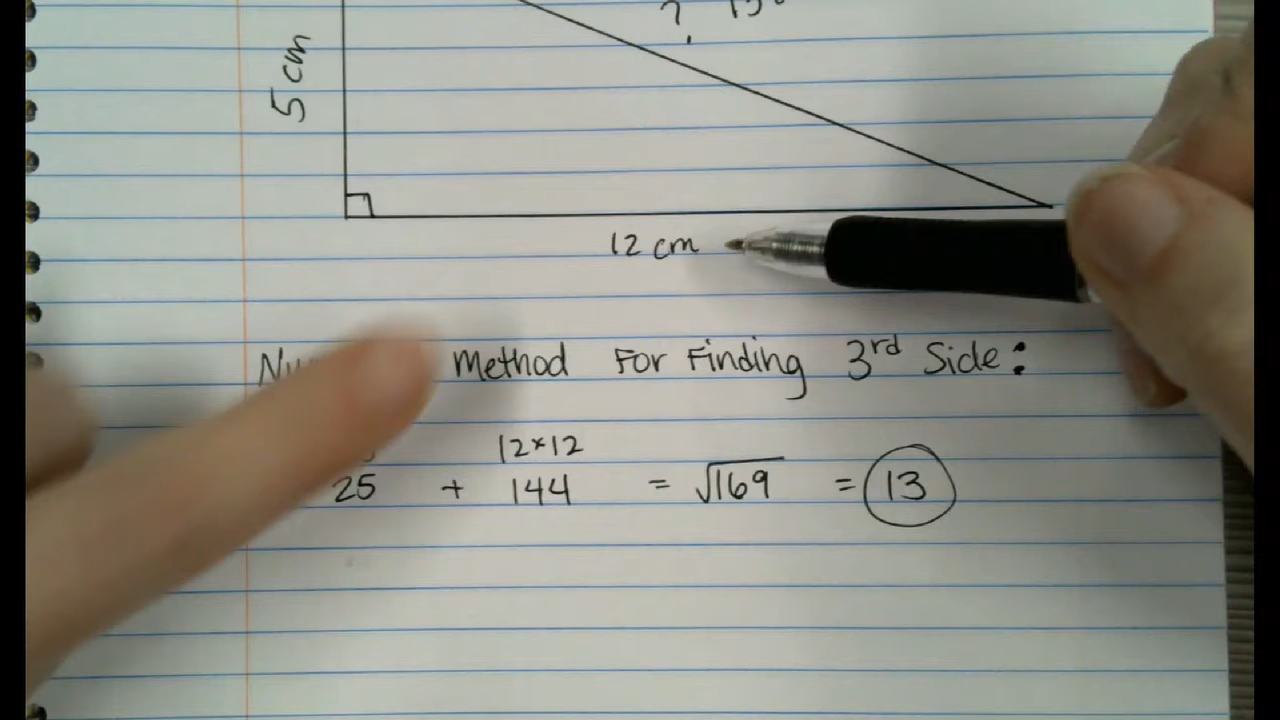 5 cm
12 cm
Method For Finding 3rd Side:
12×12
25 + 144 = √169 = 13